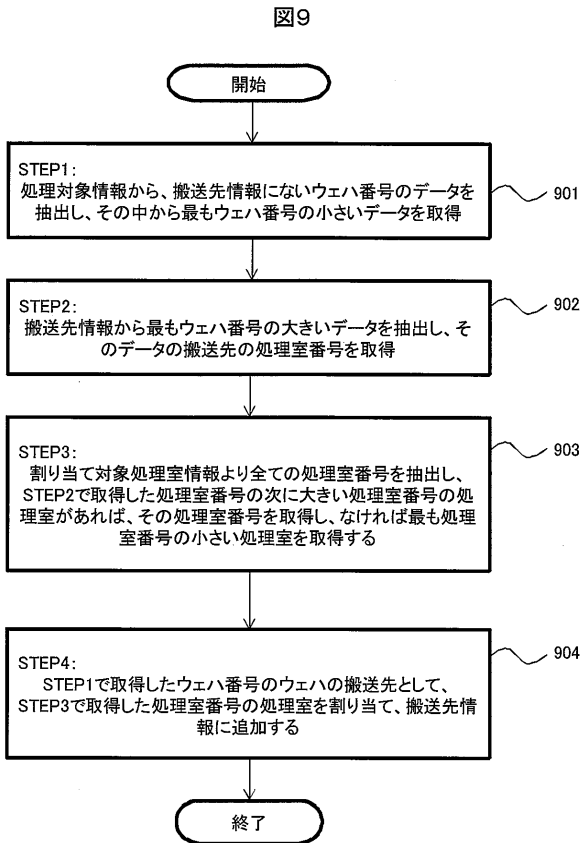 図9
開始
STEP1:
処理対象情報から、搬送先情報にないウェハ番号のデータを
抽出し、その中から最もウェハ番号の小さいデータを取得
901
STEP2:
搬送先情報から最もウェハ番号の大きいデータを抽出し、そ
のデータの搬送先の処理室番号を取得
902
STEP3:
割り当て対象処理室情報より全ての処理室番号を抽出し、
STEP2で取得した処理室番号の次に大きい処理室番号の処
理室があれば、その処理室番号を取得し、なければ最も処理
室番号の小さい処理室を取得する
903
STEP4:
STEP1で取得したウェハ番号のウェハの搬送先として、
STEP3で取得した処理室番号の処理室を割り当て、搬送先情
報に追加する
904
終了